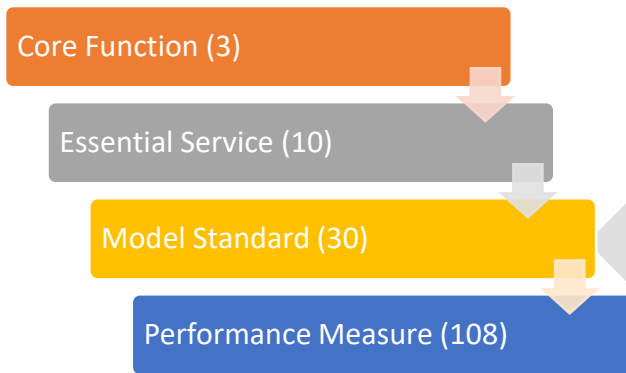 Core Function (3)
Essential Service (10)
Model Standard (30)
Performance Measure (108)